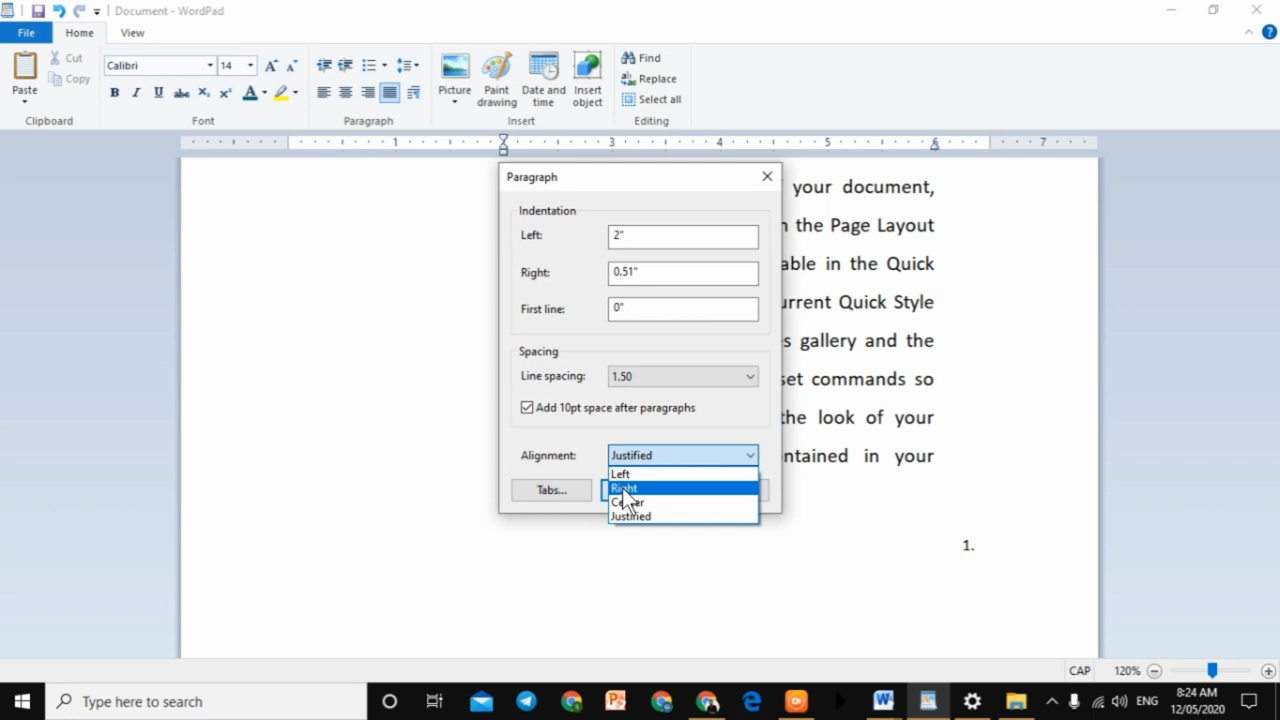 Document - WordPad
File
Home
View
Paste
Cut
Copy
Clipboard
Calibri
14
Font
Paragraph
Picture
Paint drawing
Date and time
Insert object
Insert
Find
Replace
Select all
Editing
1 3 4 5 6 7
your document,
the Page Layout
able in the Quick
urrent Quick Style
s gallery and the
set commands so
the look of your
ntained in your
1.
Paragraph
Indentation
Left: 2"
Right: 0.51"
First line: 0"
Spacing
Line spacing: 1.50
Add 10pt space after paragraphs
Alignment: Justified
Left
Right
Center
Justified
Tabs...
CAP 120%
Type here to search
ENG
8:24 AM
12/05/2020